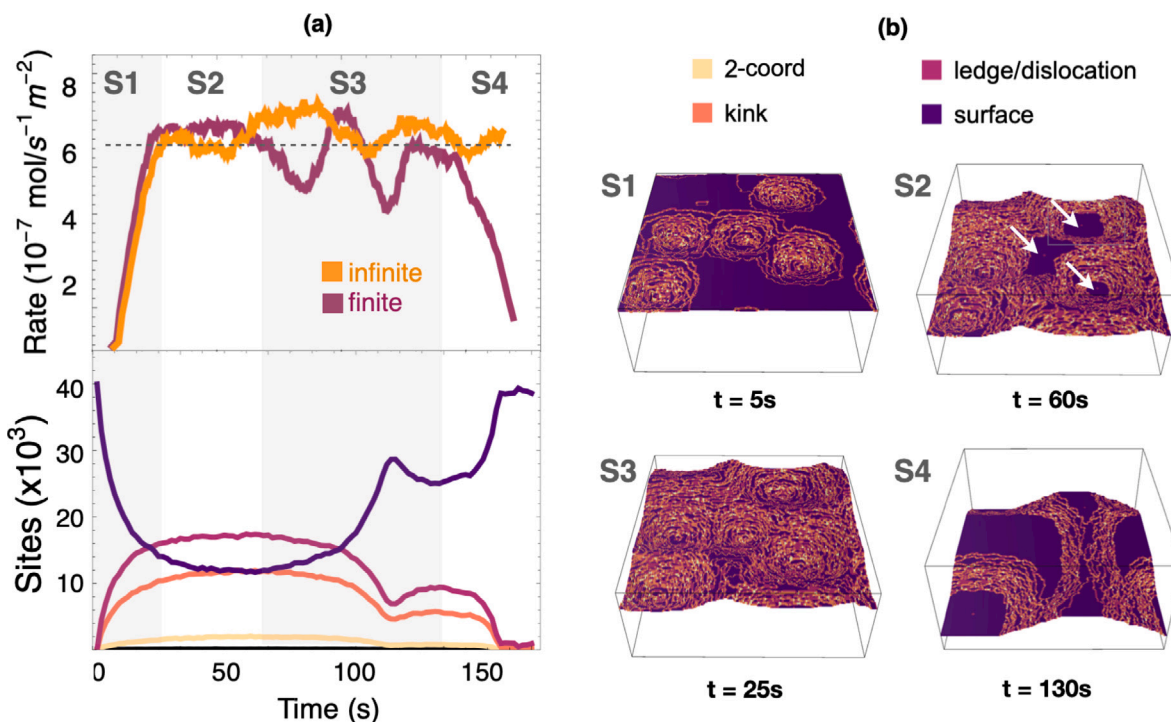 (a)
S1 S2 S3 S4
8
6
4
2
Rate (10⁻⁷ mol/s⁻¹ m⁻²)
infinite
finite
40
30
20
10
Sites (x10³)
0 50 100 150
Time (s)
(b)
2-coord ledge/dislocation
kink surface
S1 S2
t = 5s t = 60s
S3 S4
t = 25s t = 130s